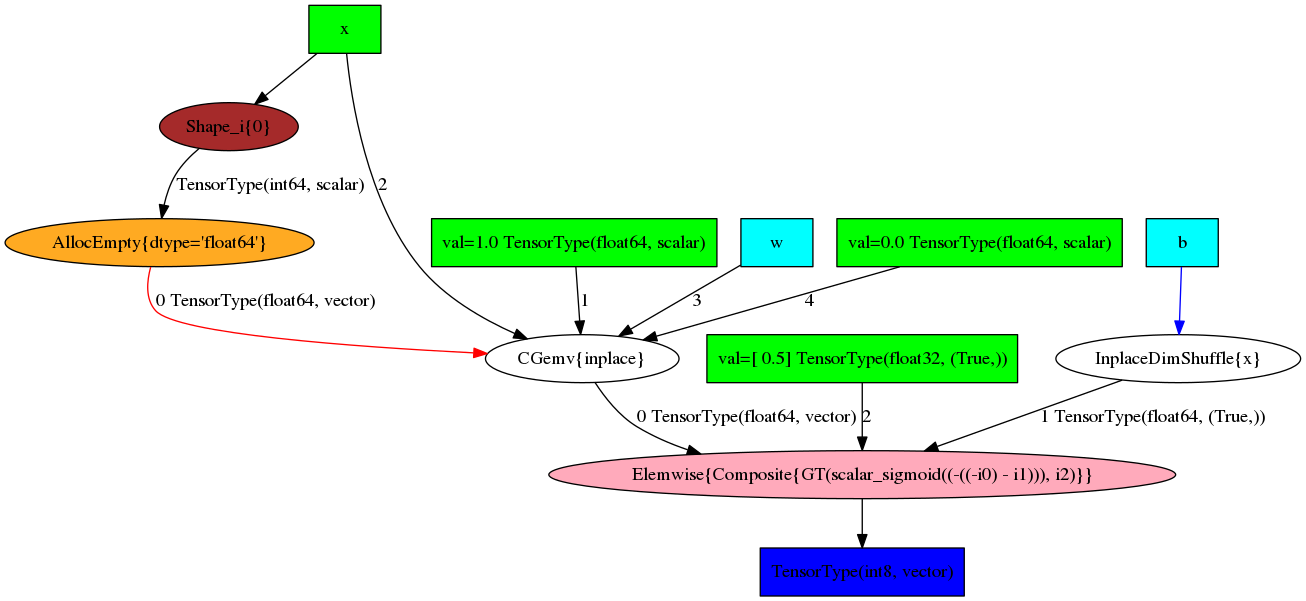 x
Shape_i{0}
TensorType(int64, scalar)
2
AllocEmpty{dtype='float64'}
val=1.0 TensorType(float64, scalar)
w
val=0.0 TensorType(float64, scalar)
b
0 TensorType(float64, vector)
1
3
4
CGemv{inplace}
val=[ 0.5] TensorType(float32, (True,))
InplaceDimShuffle{x}
0 TensorType(float64, vector)
2
1 TensorType(float64, (True,))
Elemwise{Composite{GT(scalar_sigmoid((-((-i0) - i1))), i2)}}
TensorType(int8, vector)